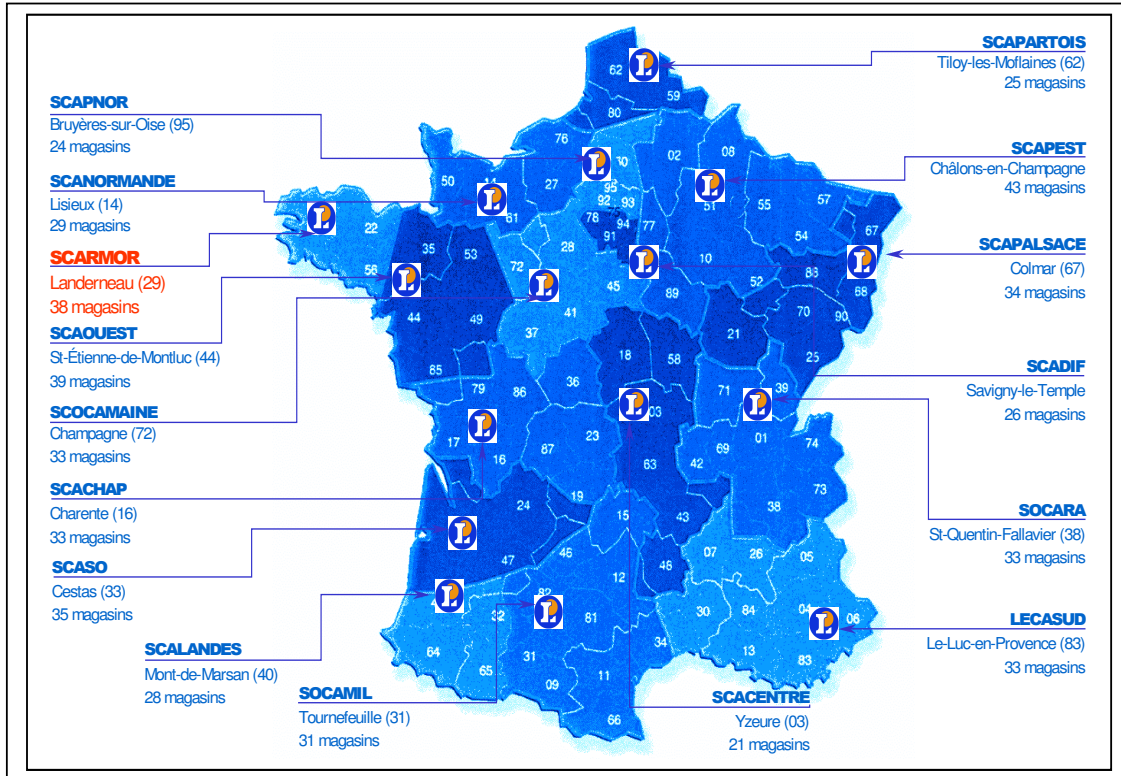 SCAPARTOIS
Tiloy-les-Moflaines (62)
25 magasins
SCAPNOR
Bruyères-sur-Oise (95)
24 magasins
SCAPEST
Châlons-en-Champagne
43 magasins
SCANORMANDE
Lisieux (14)
29 magasins
SCARMOR
Landerneau (29)
38 magasins
SCAPALSACE
Colmar (67)
34 magasins
SCAOUEST
St-Étienne-de-Montluc (44)
39 magasins
SCADIF
Savigny-le-Temple
26 magasins
SCOCAMAINE
Champagne (72)
33 magasins
SCACHAP
Charente (16)
33 magasins
SOCARA
St-Quentin-Fallavier (38)
33 magasins
SCASO
Cestas (33)
35 magasins
LECASUD
Le-Luc-en-Provence (83)
33 magasins
SCALANDES
Mont-de-Marsan (40)
28 magasins
SOCAMIL
Tournefeuille (31)
31 magasins
SCACENTRE
Yzeure (03)
21 magasins
62
59
80
76
02
08
50
14
27
60
95
92
93
78
94
91
77
51
55
57
54
67
61
22
35
53
56
28
72
45
10
52
88
68
89
70
90
41
44
49
37
21
25
18
58
85
79
86
36
71
39
03
17
16
87
23
63
42
69
01
74
73
38
24
19
15
43
47
46
48
07
26
05
12
82
32
81
30
84
04
06
64
65
31
09
11
34
13
83
66